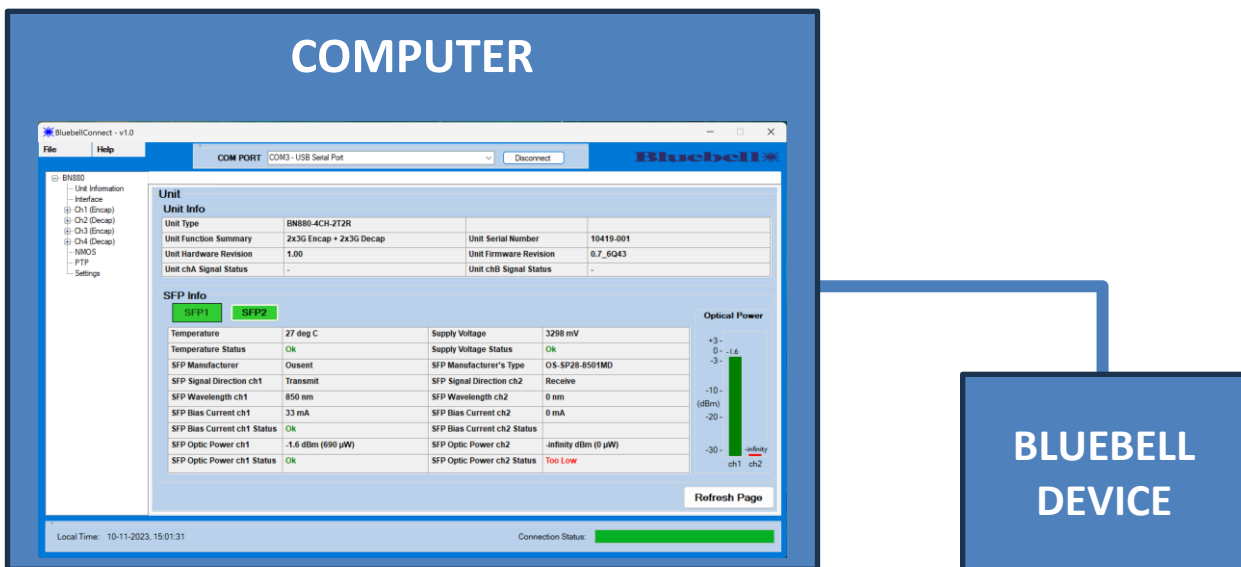 COMPUTER
BluebellConnect - v1.0
File Help
COM PORT COM3 - USB Serial Port Disconnect Bluebell
BN880
Unit Information
Interface
Ch1 (Encap)
Ch2 (Decap)
Ch3 (Encap)
Ch4 (Decap)
NMOS
PTP
Settings
Unit
Unit Info
Unit Type BN880-4CH-2T2R
Unit Function Summary 2x3G Encap + 2x3G Decap Unit Serial Number 10419-001
Unit Hardware Revision 1.00 Unit Firmware Revision 0.7_6Q43
Unit chA Signal Status - Unit chB Signal Status -
SFP Info
SFP1 SFP2
Temperature 27 deg C Supply Voltage 3298 mV
Temperature Status Ok Supply Voltage Status Ok
SFP Manufacturer Ousent SFP Manufacturer's Type OS-SP28-8501MD
SFP Signal Direction ch1 Transmit SFP Signal Direction ch2 Receive
SFP Wavelength ch1 850 nm SFP Wavelength ch2 0 nm
SFP Bias Current ch1 33 mA SFP Bias Current ch2 0 mA
SFP Bias Current ch1 Status Ok SFP Bias Current ch2 Status
SFP Optic Power ch1 -1.6 dBm (690 µW) SFP Optic Power ch2 -infinity dBm (0 µW)
SFP Optic Power ch1 Status Ok SFP Optic Power ch2 Status Too Low
Optical Power
+3 -
0 - -1.6
-3 -
-10 -
(dBm)
-20 -
-30 - -infinity
ch1 ch2
Refresh Page
Local Time: 10-11-2023, 15:01:31 Connection Status:
BLUEBELL
DEVICE